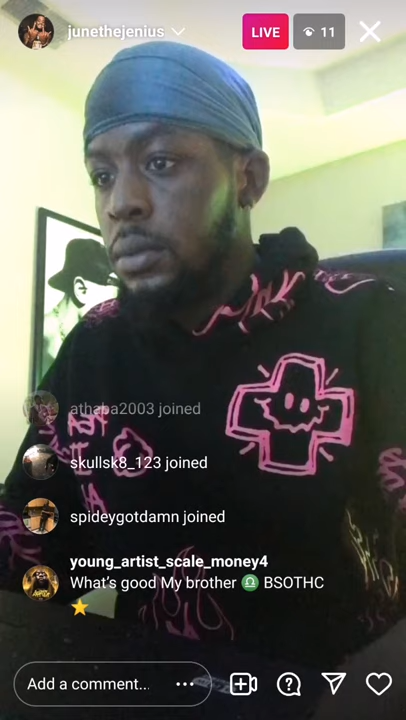 junethejenius
LIVE
11
athaba2003 joined
skullsk8_123 joined
spideygotdamn joined
young_artist_scale_money4
What's good My brother ♎ BSOTHC
⭐
Add a comment...